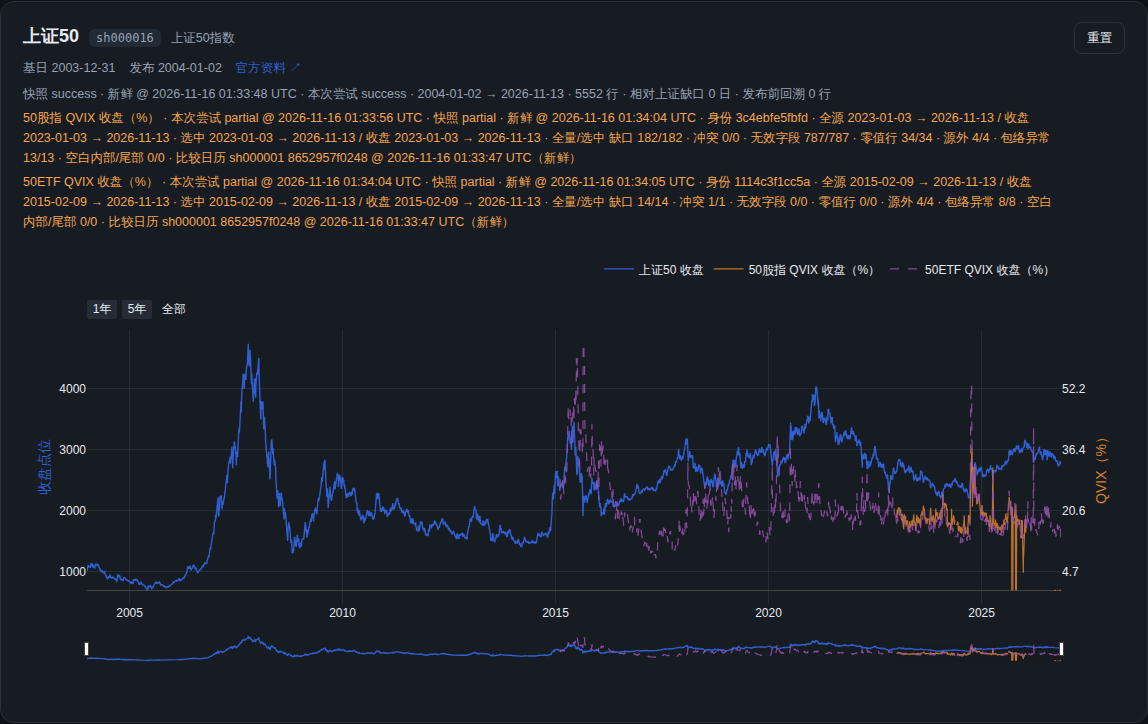 上证50 sh000016 上证50指数 重置
基日 2003-12-31 发布 2004-01-02 官方资料 ↗
快照 success · 新鲜 @ 2026-11-16 01:33:48 UTC · 本次尝试 success · 2004-01-02 → 2026-11-13 · 5552 行 · 相对上证缺口 0 日 · 发布前回溯 0 行
50股指 QVIX 收盘（%） · 本次尝试 partial @ 2026-11-16 01:33:56 UTC · 快照 partial · 新鲜 @ 2026-11-16 01:34:04 UTC · 身份 3c4ebfe5fbfd · 全源 2023-01-03 → 2026-11-13 / 收盘
2023-01-03 → 2026-11-13 · 选中 2023-01-03 → 2026-11-13 / 收盘 2023-01-03 → 2026-11-13 · 全量/选中 缺口 182/182 · 冲突 0/0 · 无效字段 787/787 · 零值行 34/34 · 源外 4/4 · 包络异常
13/13 · 空白内部/尾部 0/0 · 比较日历 sh000001 8652957f0248 @ 2026-11-16 01:33:47 UTC（新鲜）
50ETF QVIX 收盘（%） · 本次尝试 partial @ 2026-11-16 01:34:04 UTC · 快照 partial · 新鲜 @ 2026-11-16 01:34:05 UTC · 身份 1114c3f1cc5a · 全源 2015-02-09 → 2026-11-13 / 收盘
2015-02-09 → 2026-11-13 · 选中 2015-02-09 → 2026-11-13 / 收盘 2015-02-09 → 2026-11-13 · 全量/选中 缺口 14/14 · 冲突 1/1 · 无效字段 0/0 · 零值行 0/0 · 源外 4/4 · 包络异常 8/8 · 空白
内部/尾部 0/0 · 比较日历 sh000001 8652957f0248 @ 2026-11-16 01:33:47 UTC（新鲜）
上证50 收盘 50股指 QVIX 收盘（%） 50ETF QVIX 收盘（%）
1年 5年 全部
收盘点位
4000
3000
2000
1000
52.2
36.4
20.6
4.7
QVIX（%）
2005 2010 2015 2020 2025